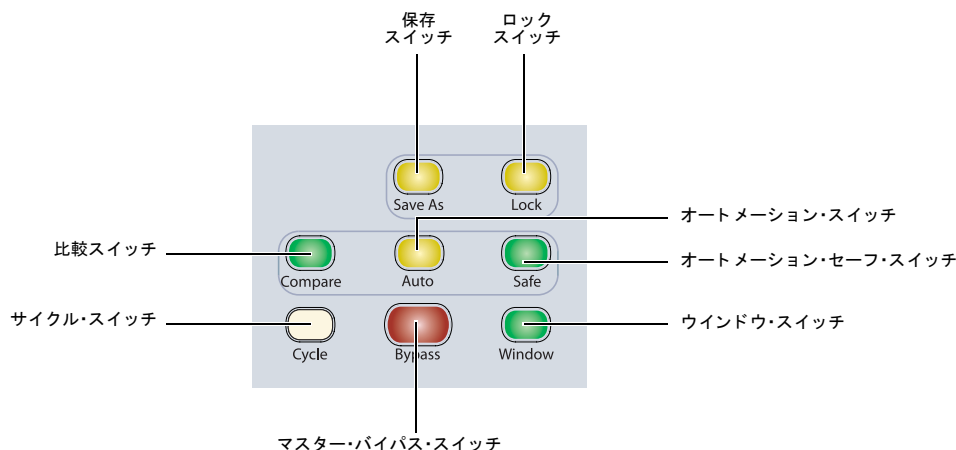 保存
スイッチ
ロック
スイッチ
Save As
Lock
オートメーション・スイッチ
比較スイッチ
オートメーション・セーフ・スイッチ
Compare
Auto
Safe
サイクル・スイッチ
ウインドウ・スイッチ
Cycle
Bypass
Window
マスター・バイパス・スイッチ